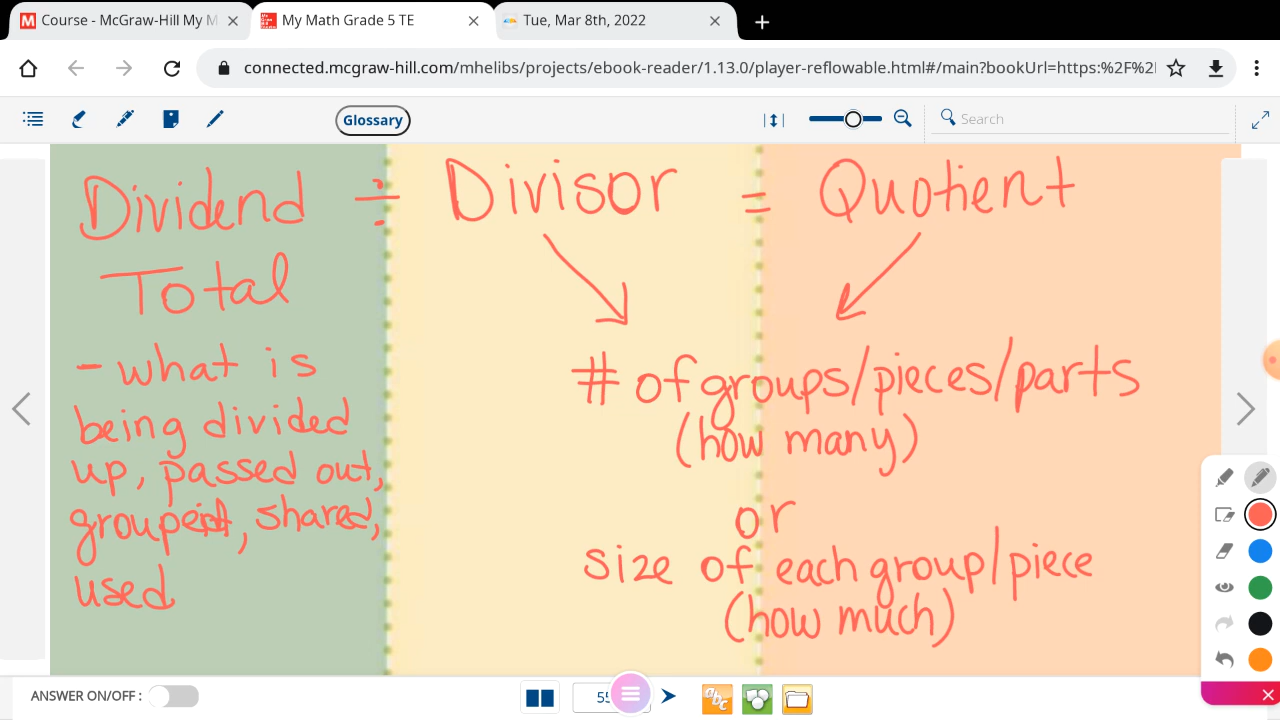 Course - McGraw-Hill My M
My Math Grade 5 TE
Tue, Mar 8th, 2022
connected.mcgraw-hill.com/mhelibs/projects/ebook-reader/1.13.0/player-reflowable.html#/main?bookUrl=https:%2F%2
Glossary
Search
Dividend ÷ Divisor = Quotient
Total
- what is
being divided
up, passed out,
shared,
used
# of groups/pieces/parts
(how many)
or
size of each group/piece
(how much)
ANSWER ON/OFF :
abc